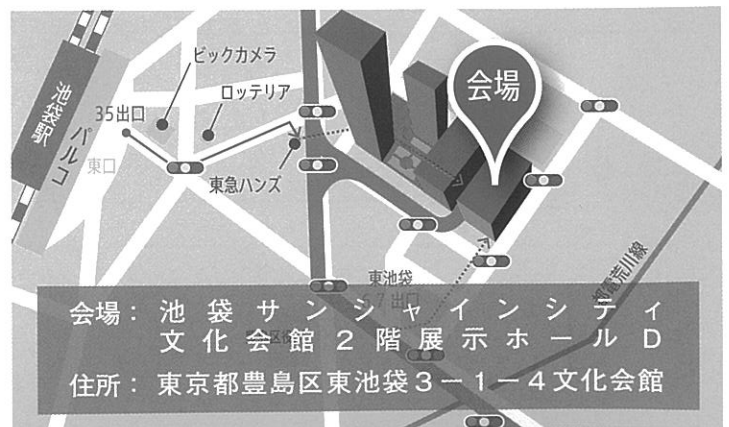 ビックカメラ
ロッテリア
35出口
池袋駅
パルコ
東口
東急ハンズ
会場
東池袋
6.7出口
都電荒川線
会場：池袋サンシャインシティ
文化会館2階展示ホールD
住所：東京都豊島区東池袋3－1－4文化会館